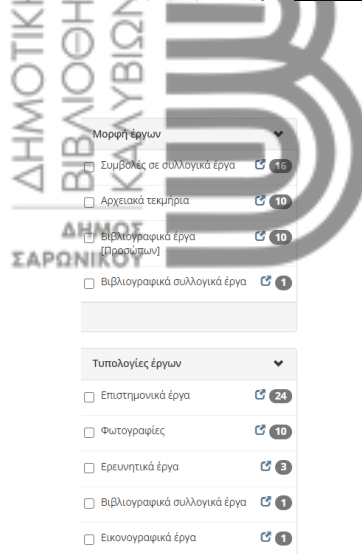 ΔΗΜΟΤΙΚΗ
ΒΙΒΛΙΟΘΗ
ΚΑΛΥΒΙΩΝ
ΔΗΜΟΣ
ΣΑΡΩΝΙΚΟΥ
Μορφή έργων
Συμβολές σε συλλογικά έργα 16
Αρχειακά τεκμήρια 10
Βιβλιογραφικά έργα 10
[Προσώπων]
Βιβλιογραφικά συλλογικά έργα 1
Τυπολογίες έργων
Επιστημονικά έργα 24
Φωτογραφίες 10
Ερευνητικά έργα 3
Βιβλιογραφικά συλλογικά έργα 1
Εικονογραφικά έργα 1